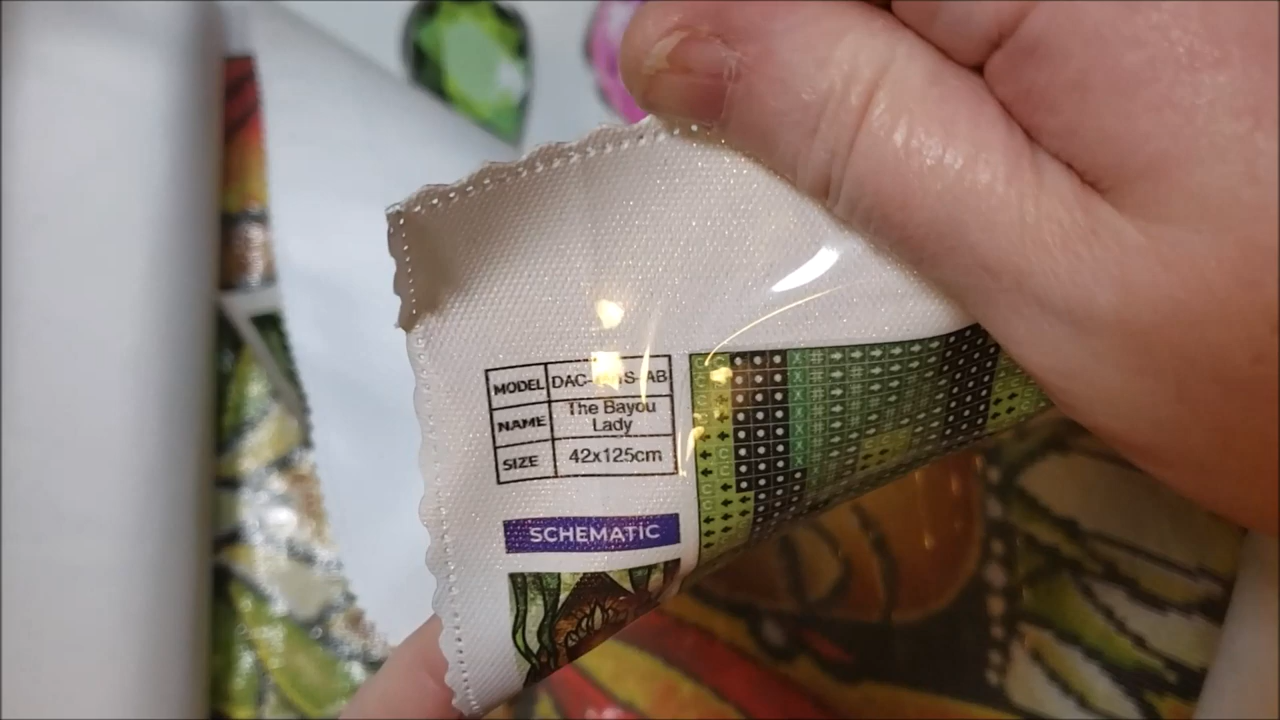 MODEL
NAME The Bayou
Lady
SIZE 42x125cm
SCHEMATIC